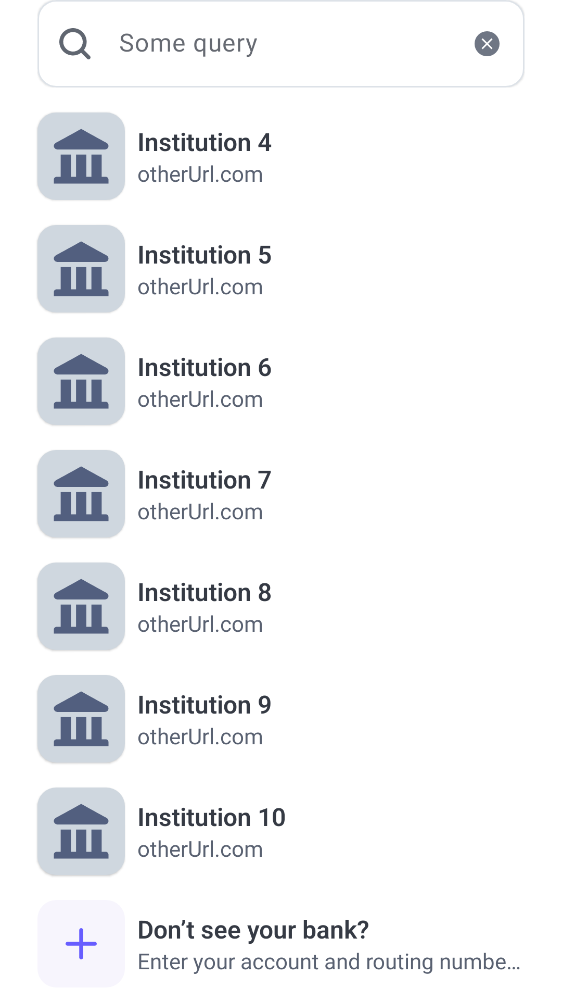 Some query
Institution 4
otherUrl.com
Institution 5
otherUrl.com
Institution 6
otherUrl.com
Institution 7
otherUrl.com
Institution 8
otherUrl.com
Institution 9
otherUrl.com
Institution 10
otherUrl.com
Don’t see your bank?
Enter your account and routing numbe...